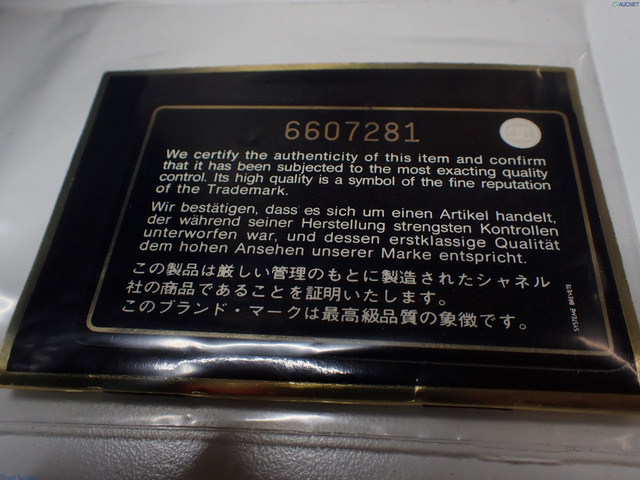 AUCNET
6607281
We certify the authenticity of this item and confirm
that it has been subjected to the most exacting quality
control. Its high quality is a symbol of the fine reputation
of the Trademark.
Wir bestätigen, dass es sich um einen Artikel handelt,
der während seiner Herstellung strengsten Kontrollen
unterworfen war, und dessen erstklassige Qualität
dem hohen Ansehen unserer Marke entspricht.
この製品は厳しい管理のもとに製造されたシャネル
社の商品であることを証明いたします。
このブランド・マークは最高級品質の象徴です。
SYSTEME BREVETE